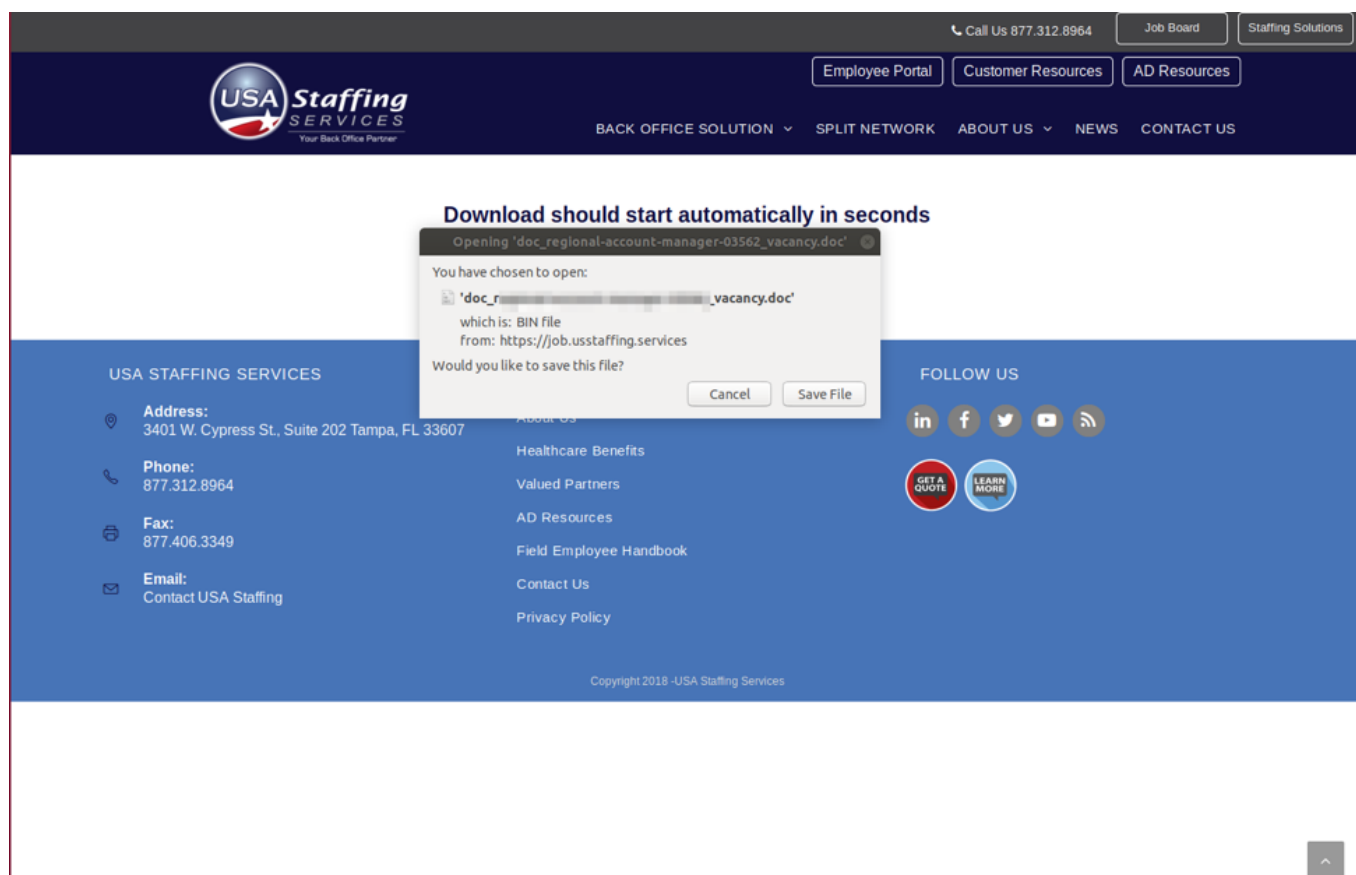 Call Us 877.312.8964
Job Board
Staffing Solutions
Employee Portal
Customer Resources
AD Resources
USA Staffing
SERVICES
Your Back Office Partner
BACK OFFICE SOLUTION
SPLIT NETWORK
ABOUT US
NEWS
CONTACT US
Download should start automatically in seconds
Opening 'doc_regional-account-manager-03562_vacancy.doc'
You have chosen to open:
'doc_r _vacancy.doc'
which is: BIN file
from: https://job.usstaffing.services
Would you like to save this file?
Cancel
Save File
USA STAFFING SERVICES
Address:
3401 W. Cypress St., Suite 202 Tampa, FL 33607
Phone:
877.312.8964
Fax:
877.406.3349
Email:
Contact USA Staffing
About Us
Healthcare Benefits
Valued Partners
AD Resources
Field Employee Handbook
Contact Us
Privacy Policy
FOLLOW US
in
f
GET A
QUOTE
LEARN
MORE
Copyright 2018 -USA Staffing Services